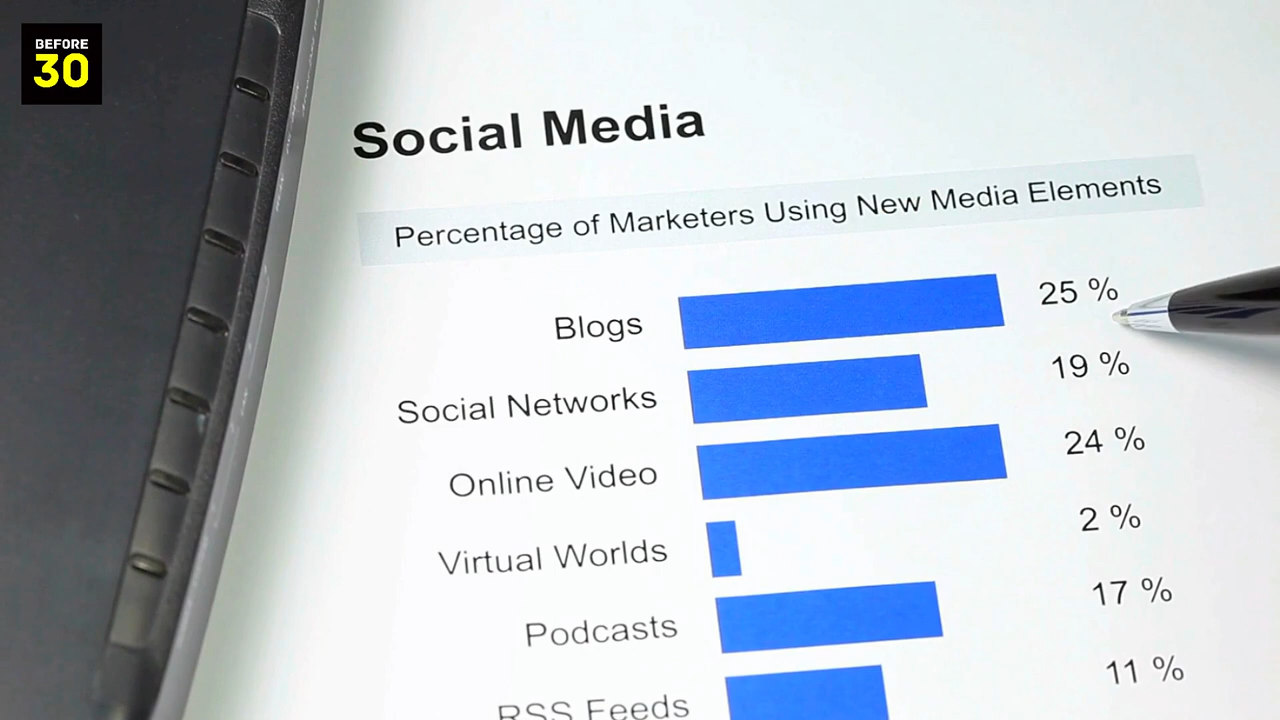 BEFORE
30
Social Media
Percentage of Marketers Using New Media Elements
Blogs 25 %
Social Networks 19 %
Online Video 24 %
Virtual Worlds 2 %
Podcasts 17 %
RSS Feeds 11 %